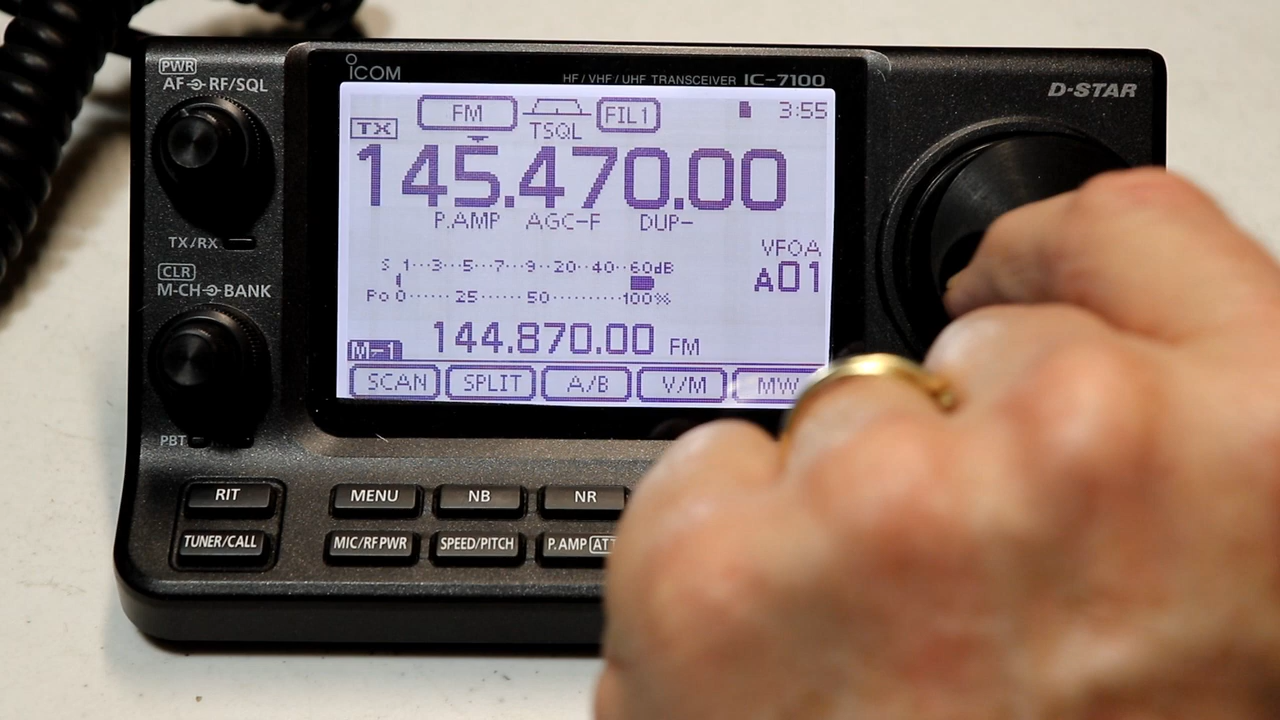 PWR
AF RF/SQL
ICOM
HF / VHF / UHF TRANSCEIVER IC-7100
D-STAR
FM FIL1 3:55
TX TSQL
145.470.00
P.AMP AGC-F DUP-
TX/RX
VFOA
A01
S 1 3 5 7 9 20 40 60dB
CLR
M-CH BANK
Po 0 25 50 100%
144.870.00 FM
M-1
SCAN SPLIT A/B V/M MW
PBT
RIT MENU NB NR
TUNER/CALL MIC/RF PWR SPEED/PITCH P.AMP